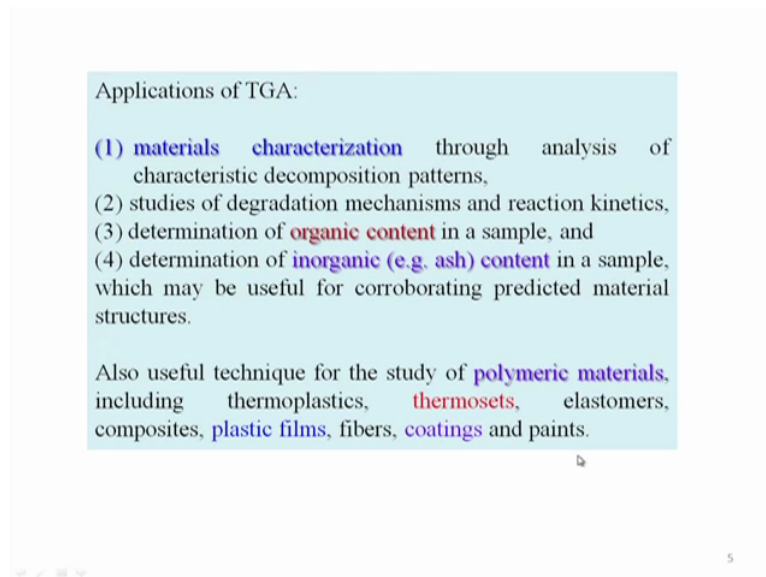 Applications of TGA:
(1) materials characterization through analysis of
characteristic decomposition patterns,
(2) studies of degradation mechanisms and reaction kinetics,
(3) determination of organic content in a sample, and
(4) determination of inorganic (e.g. ash) content in a sample,
which may be useful for corroborating predicted material
structures.
Also useful technique for the study of polymeric materials,
including thermoplastics, thermosets, elastomers,
composites, plastic films, fibers, coatings and paints.
5